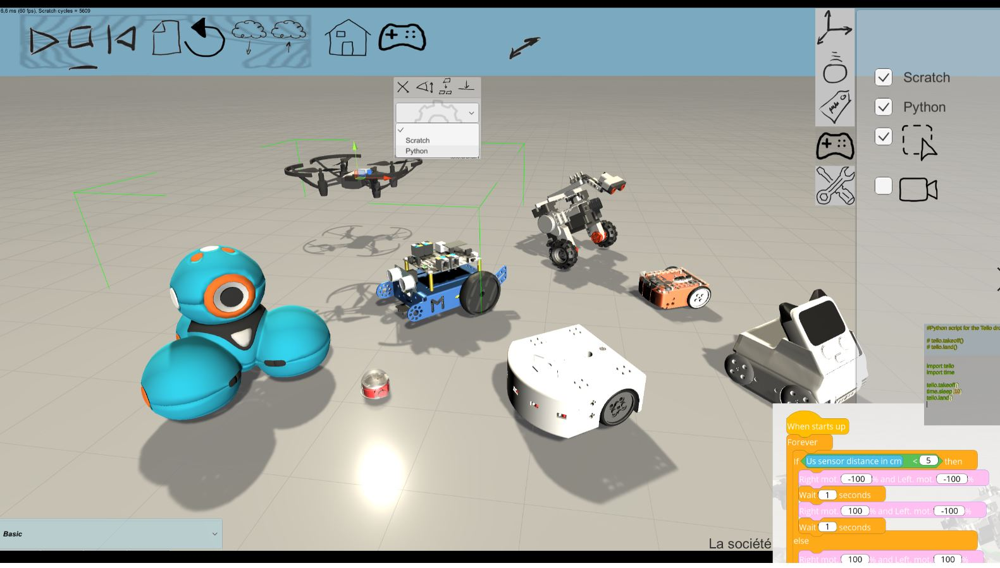 6,6 ms (60 fps), Scratch cycles = 5609
Scratch
Python
Scratch
Python
M
#Python script for the Tello dro
# tello.takeoff()
# tello.land()
import tello
import time
tello.takeoff()
time.sleep(10)
tello.land()
When starts up
Forever
If Us sensor distance in cm < 5 then
Right mot. -100 % and Left. mot. -100 %
Wait 1 seconds
Right mot. 100 % and Left. mot. -100 %
Wait 1 seconds
else
Right mot. 100 % and Left. mot. 100 %
Basic
La société